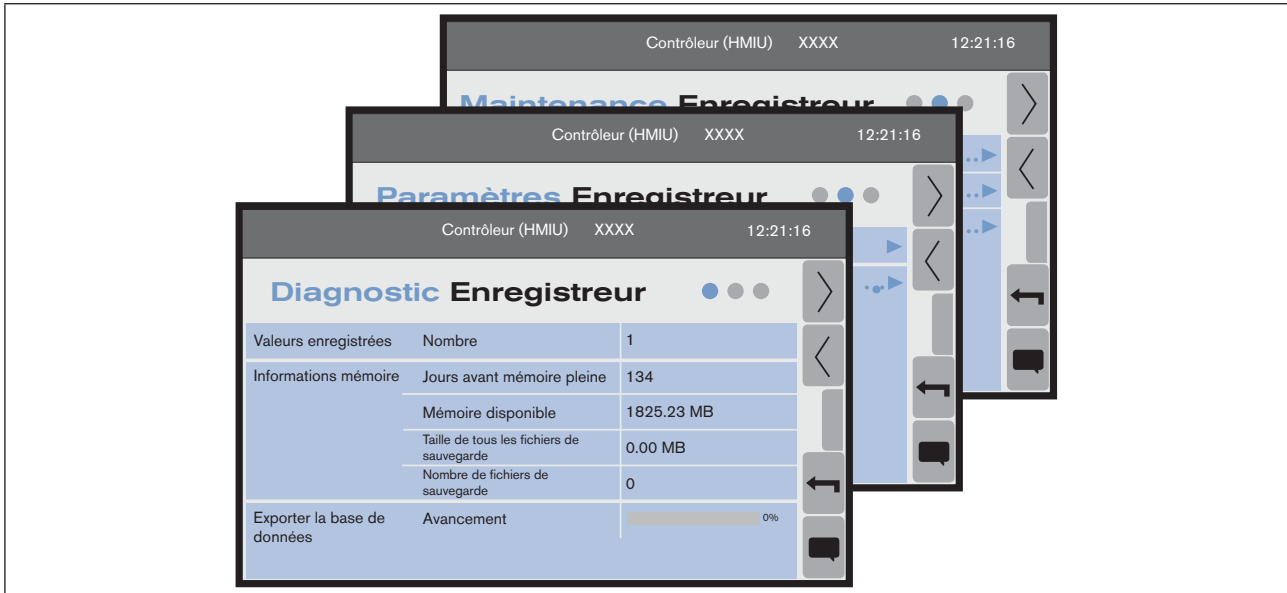 Contrôleur (HMIU) XXXX 12:21:16
Maintenance Enregistreur
Contrôleur (HMIU) XXXX 12:21:16
Paramètres Enregistreur
Contrôleur (HMIU) XXXX 12:21:16
Diagnostic Enregistreur
Valeurs enregistrées Nombre 1
Informations mémoire Jours avant mémoire pleine 134
Mémoire disponible 1825.23 MB
Taille de tous les fichiers de
sauvegarde
0.00 MB
Nombre de fichiers de
sauvegarde
0
Exporter la base de
données
Avancement 0%